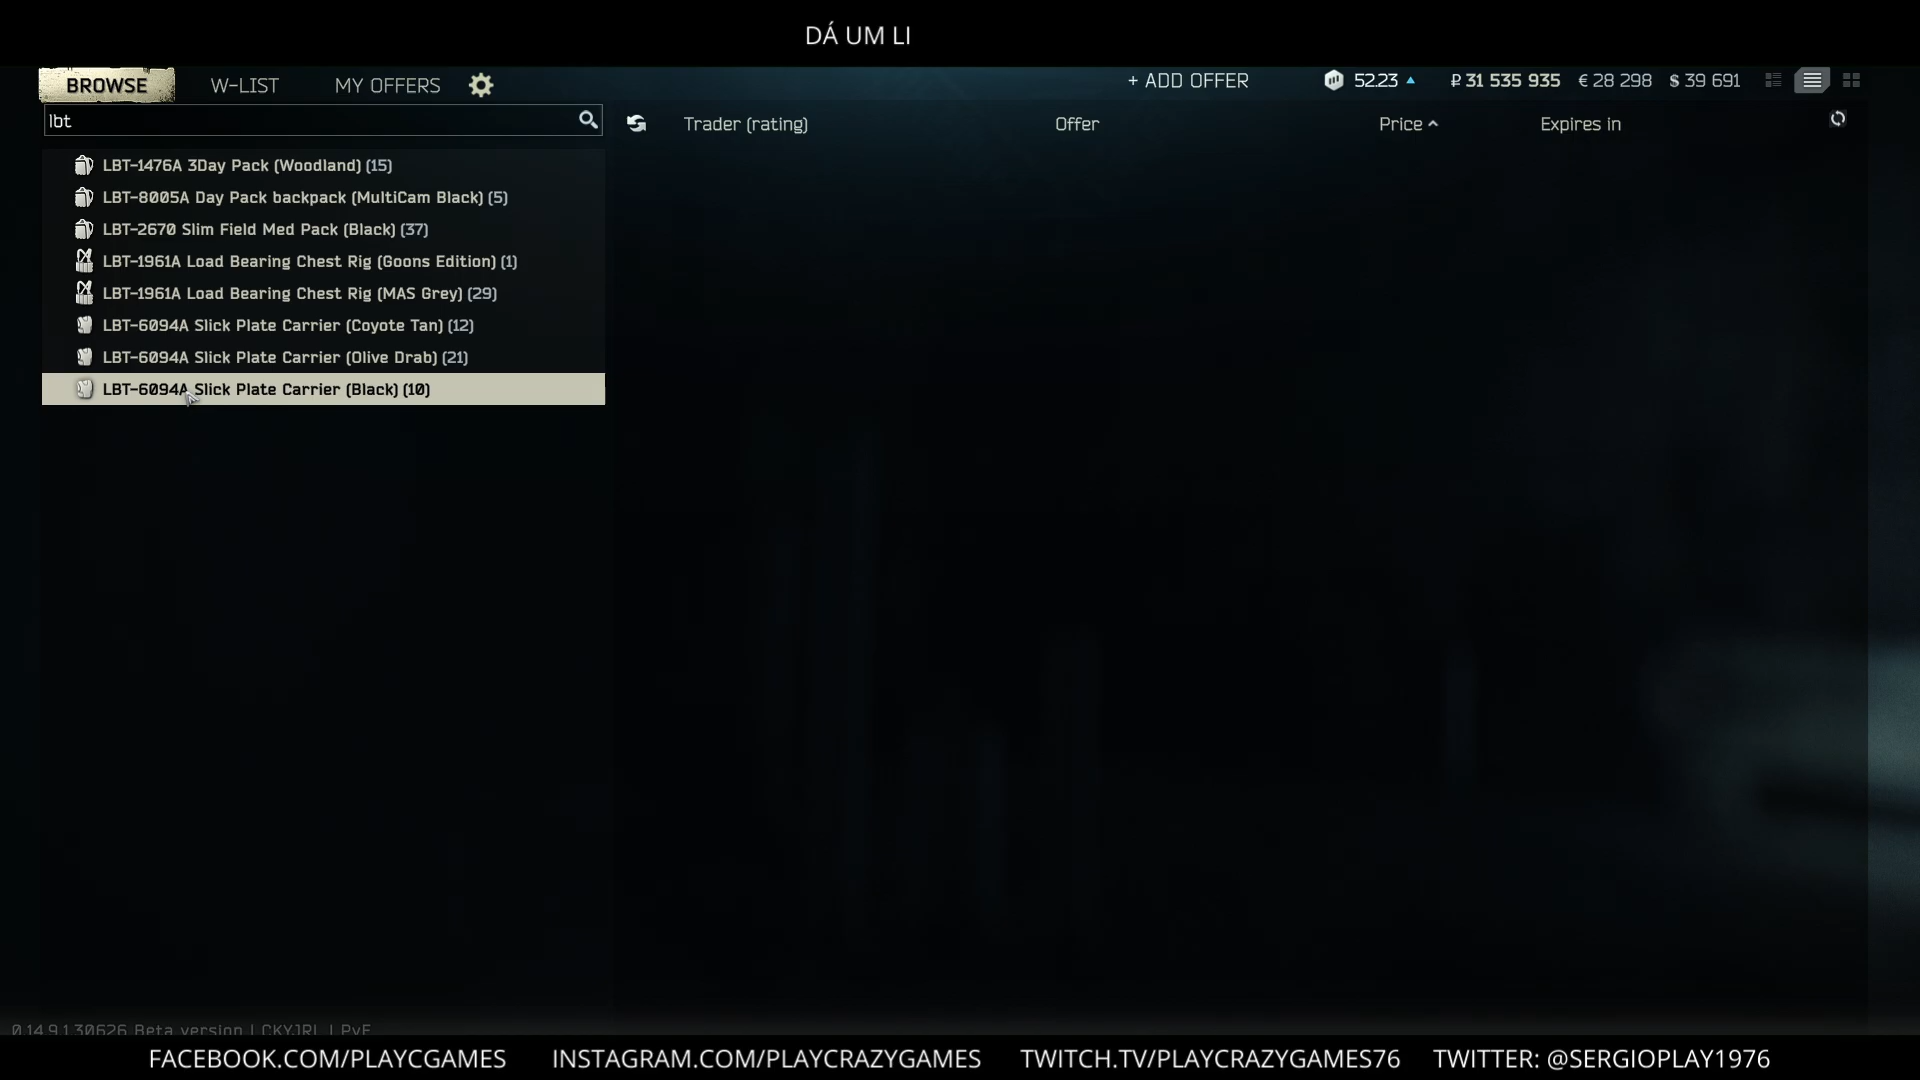 DÁ UM LI
BROWSE W-LIST MY OFFERS + ADD OFFER 52.23 ₽ 31 535 935 € 28 298 $ 39 691
lbt Trader (rating) Offer Price Expires in
LBT-1476A 3Day Pack (Woodland) (15)
LBT-8005A Day Pack backpack (MultiCam Black) (5)
LBT-2670 Slim Field Med Pack (Black) (37)
LBT-1961A Load Bearing Chest Rig (Goons Edition) (1)
LBT-1961A Load Bearing Chest Rig (MAS Grey) (29)
LBT-6094A Slick Plate Carrier (Coyote Tan) (12)
LBT-6094A Slick Plate Carrier (Olive Drab) (21)
LBT-6094A Slick Plate Carrier (Black) (10)
0.14.9.1.30626 Beta version | CKYJRL | PvE
FACEBOOK.COM/PLAYCGAMES INSTAGRAM.COM/PLAYCRAZYGAMES TWITCH.TV/PLAYCRAZYGAMES76 TWITTER: @SERGIOPLAY1976